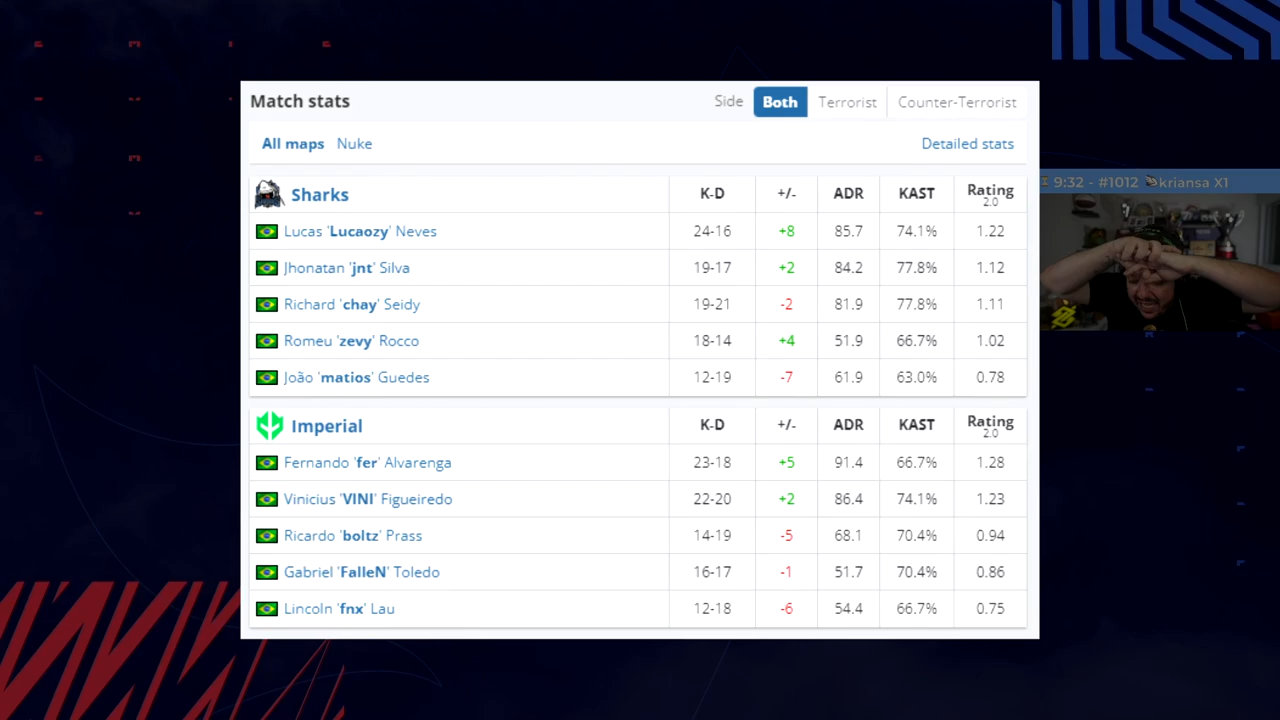 Match stats Side Both Terrorist Counter-Terrorist
All maps Nuke Detailed stats
9:32 - #1012 kriansa X1
Sharks K-D +/- ADR KAST Rating 2.0
Lucas 'Lucaozy' Neves 24-16 +8 85.7 74.1% 1.22
Jhonatan 'jnt' Silva 19-17 +2 84.2 77.8% 1.12
Richard 'chay' Seidy 19-21 -2 81.9 77.8% 1.11
Romeu 'zevy' Rocco 18-14 +4 51.9 66.7% 1.02
João 'matios' Guedes 12-19 -7 61.9 63.0% 0.78
Imperial K-D +/- ADR KAST Rating 2.0
Fernando 'fer' Alvarenga 23-18 +5 91.4 66.7% 1.28
Vinicius 'VINI' Figueiredo 22-20 +2 86.4 74.1% 1.23
Ricardo 'boltz' Prass 14-19 -5 68.1 70.4% 0.94
Gabriel 'FalleN' Toledo 16-17 -1 51.7 70.4% 0.86
Lincoln 'fnx' Lau 12-18 -6 54.4 66.7% 0.75